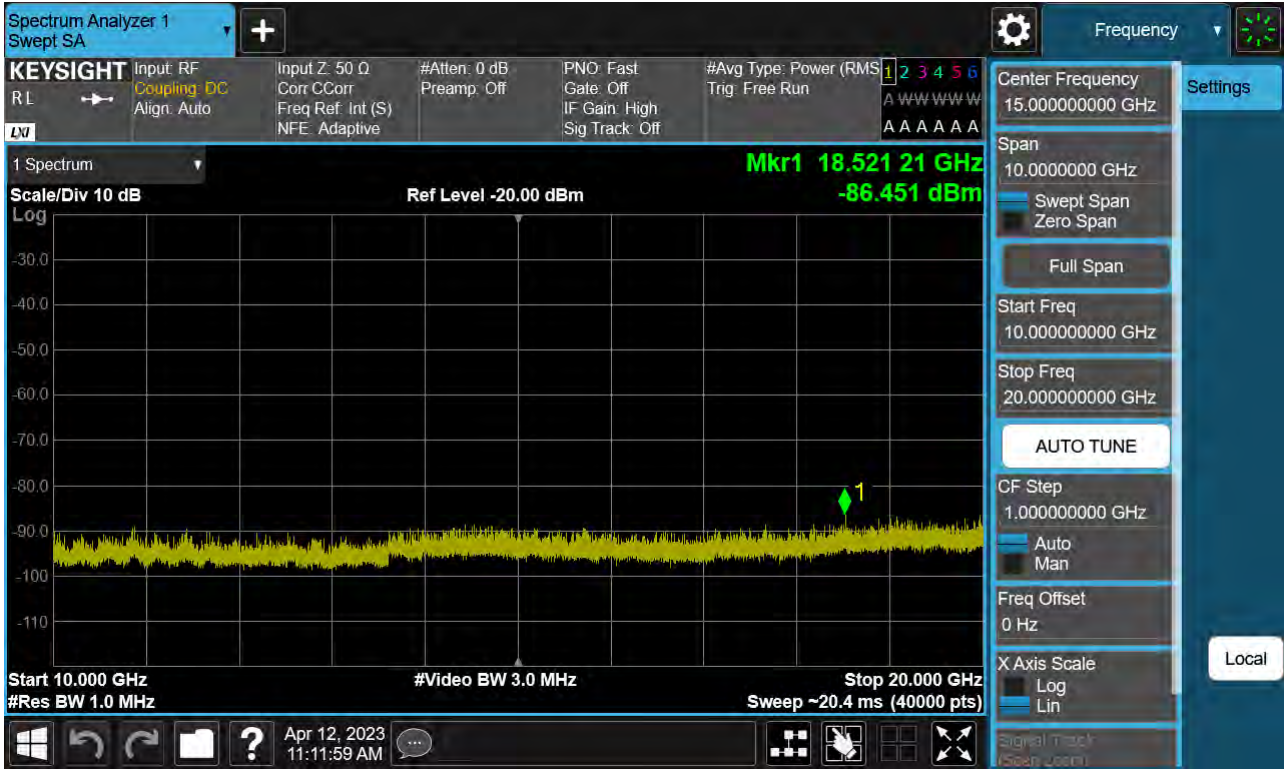 Spectrum Analyzer 1
Swept SA
+
Frequency
KEYSIGHT
R L
LXI
Input: RF
Coupling: DC
Align: Auto
Input Z: 50 Ω
Corr CCorr
Freq Ref: Int (S)
NFE: Adaptive
#Atten: 0 dB
Preamp: Off
PNO: Fast
Gate: Off
IF Gain: High
Sig Track: Off
#Avg Type: Power (RMS
Trig: Free Run
1 2 3 4 5 6
A W W W W W
A A A A A A
1 Spectrum
Scale/Div 10 dB
Log
Ref Level -20.00 dBm
Mkr1 18.521 21 GHz
-86.451 dBm
-30.0
-40.0
-50.0
-60.0
-70.0
-80.0
-90.0
-100
-110
1
Start 10.000 GHz
#Res BW 1.0 MHz
#Video BW 3.0 MHz
Stop 20.000 GHz
Sweep ~20.4 ms (40000 pts)
Center Frequency
15.000000000 GHz
Span
10.0000000 GHz
Swept Span
Zero Span
Full Span
Start Freq
10.000000000 GHz
Stop Freq
20.000000000 GHz
AUTO TUNE
CF Step
1.000000000 GHz
Auto
Man
Freq Offset
0 Hz
X Axis Scale
Log
Lin
Signal Track
(Span Zoom)
Settings
Local
?
Apr 12, 2023
11:11:59 AM